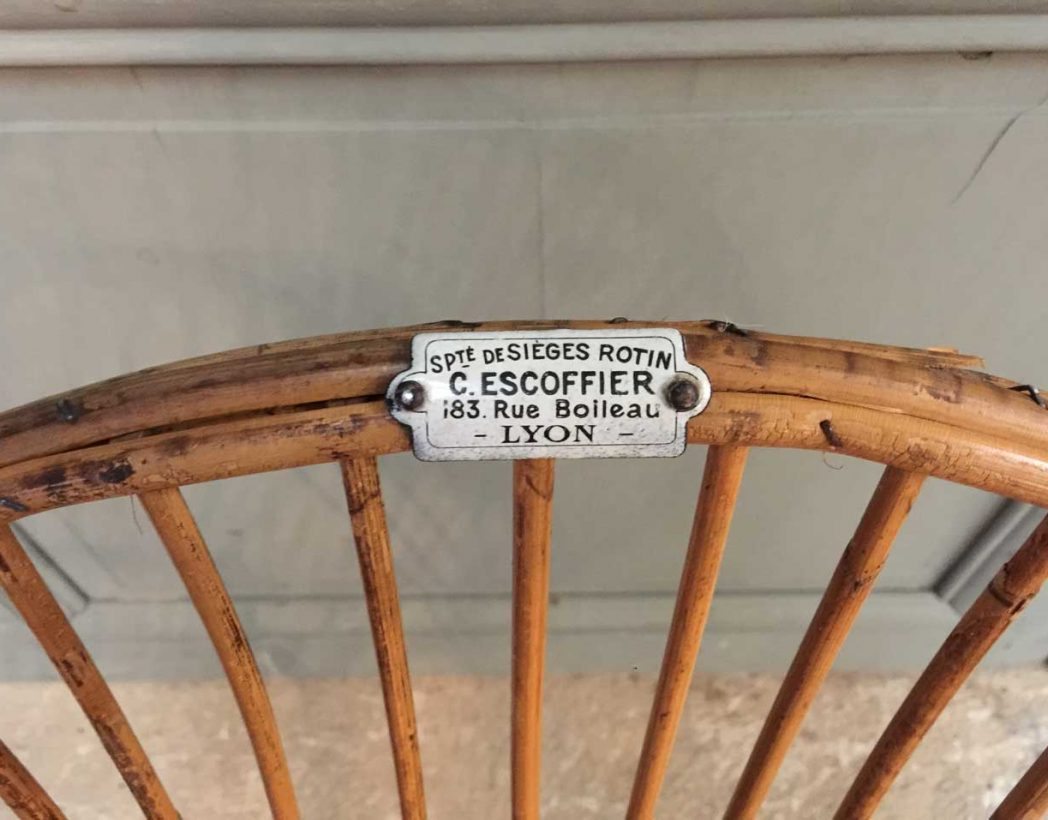 SPTÉ DE SIÈGES ROTIN
C. ESCOFFIER
183. Rue Boileau
- LYON -